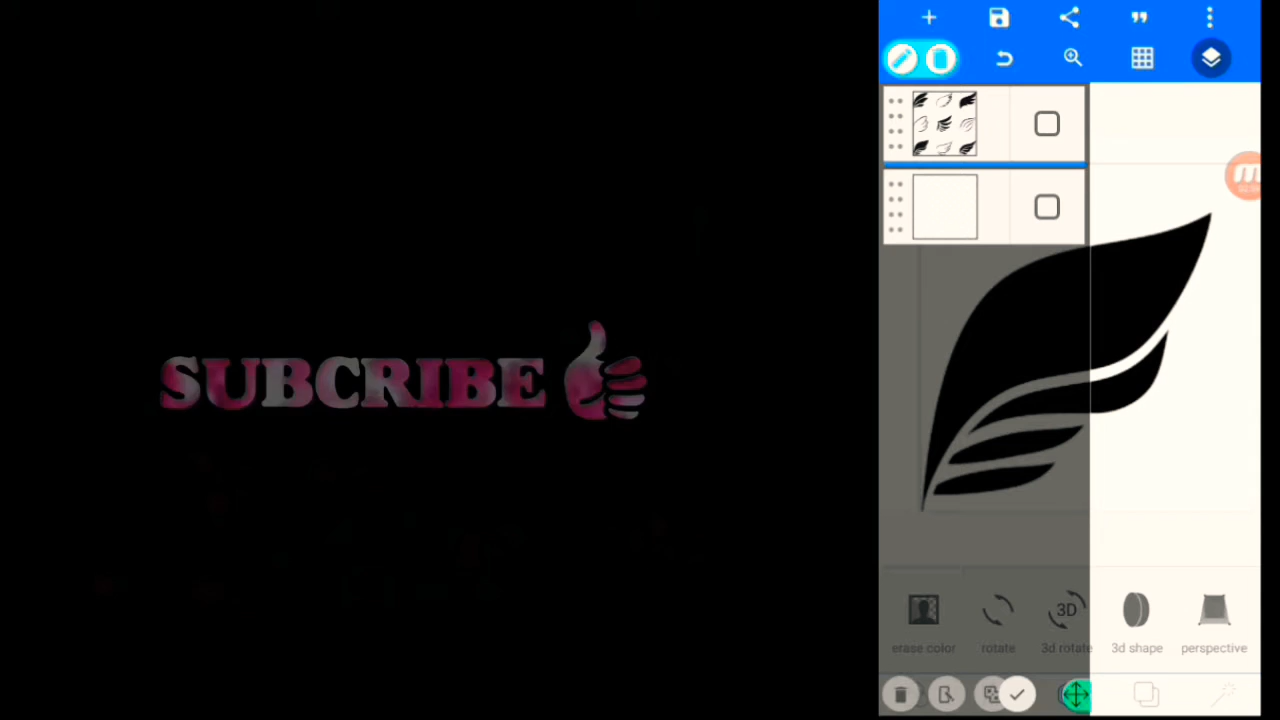 SUBCRIBE
erase color
rotate
3D
3d rotate
3d shape
perspective